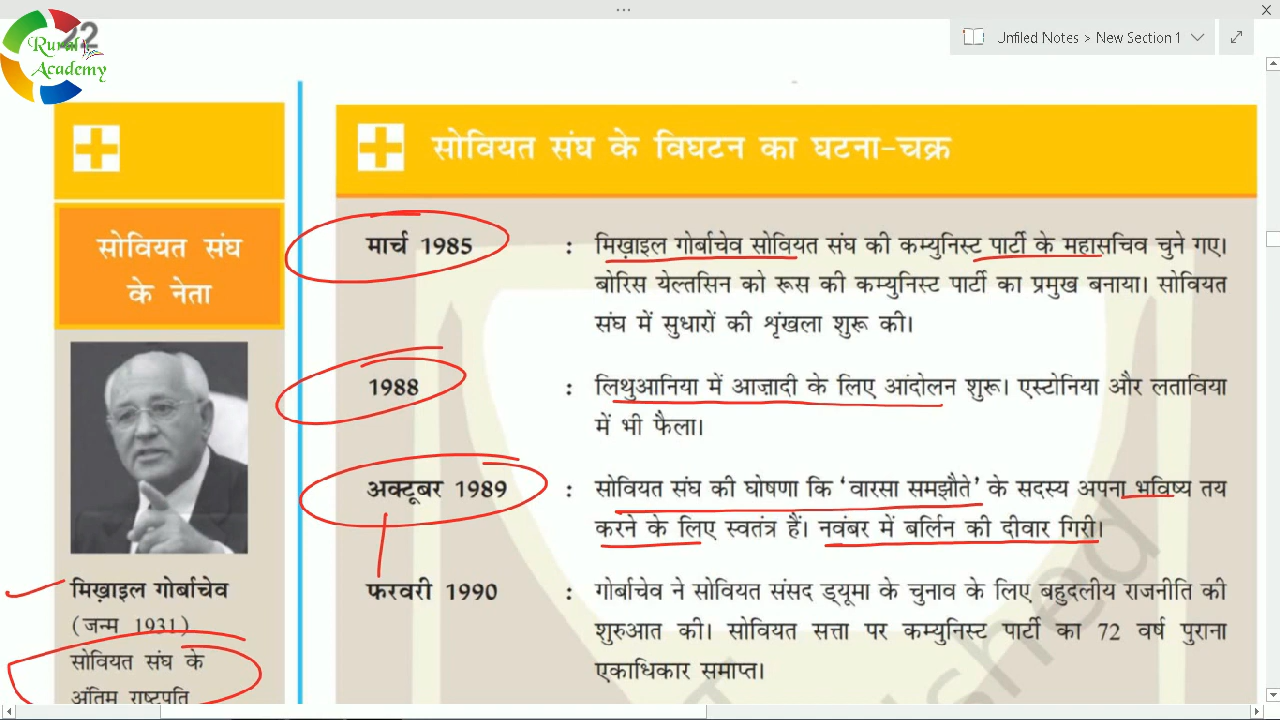 22
Rural
Academy
Unfiled Notes > New Section 1
सोवियत संघ
के नेता
मिख़ाइल गोर्बाचेव
(जन्म 1931)
सोवियत संघ के
अंतिम राष्ट्रपति
सोवियत संघ के विघटन का घटना-चक्र
मार्च 1985 : मिख़ाइल गोर्बाचेव सोवियत संघ की कम्युनिस्ट पार्टी के महासचिव चुने गए।
बोरिस येल्तसिन को रूस की कम्युनिस्ट पार्टी का प्रमुख बनाया। सोवियत
संघ में सुधारों की शृंखला शुरू की।
1988 : लिथुआनिया में आज़ादी के लिए आंदोलन शुरू। एस्टोनिया और लताविया
में भी फैला।
अक्टूबर 1989 : सोवियत संघ की घोषणा कि ‘वारसा समझौते’ के सदस्य अपना भविष्य तय
करने के लिए स्वतंत्र हैं। नवंबर में बर्लिन की दीवार गिरी।
फरवरी 1990 : गोर्बाचेव ने सोवियत संसद ड्यूमा के चुनाव के लिए बहुदलीय राजनीति की
शुरुआत की। सोवियत सत्ता पर कम्युनिस्ट पार्टी का 72 वर्ष पुराना
एकाधिकार समाप्त।